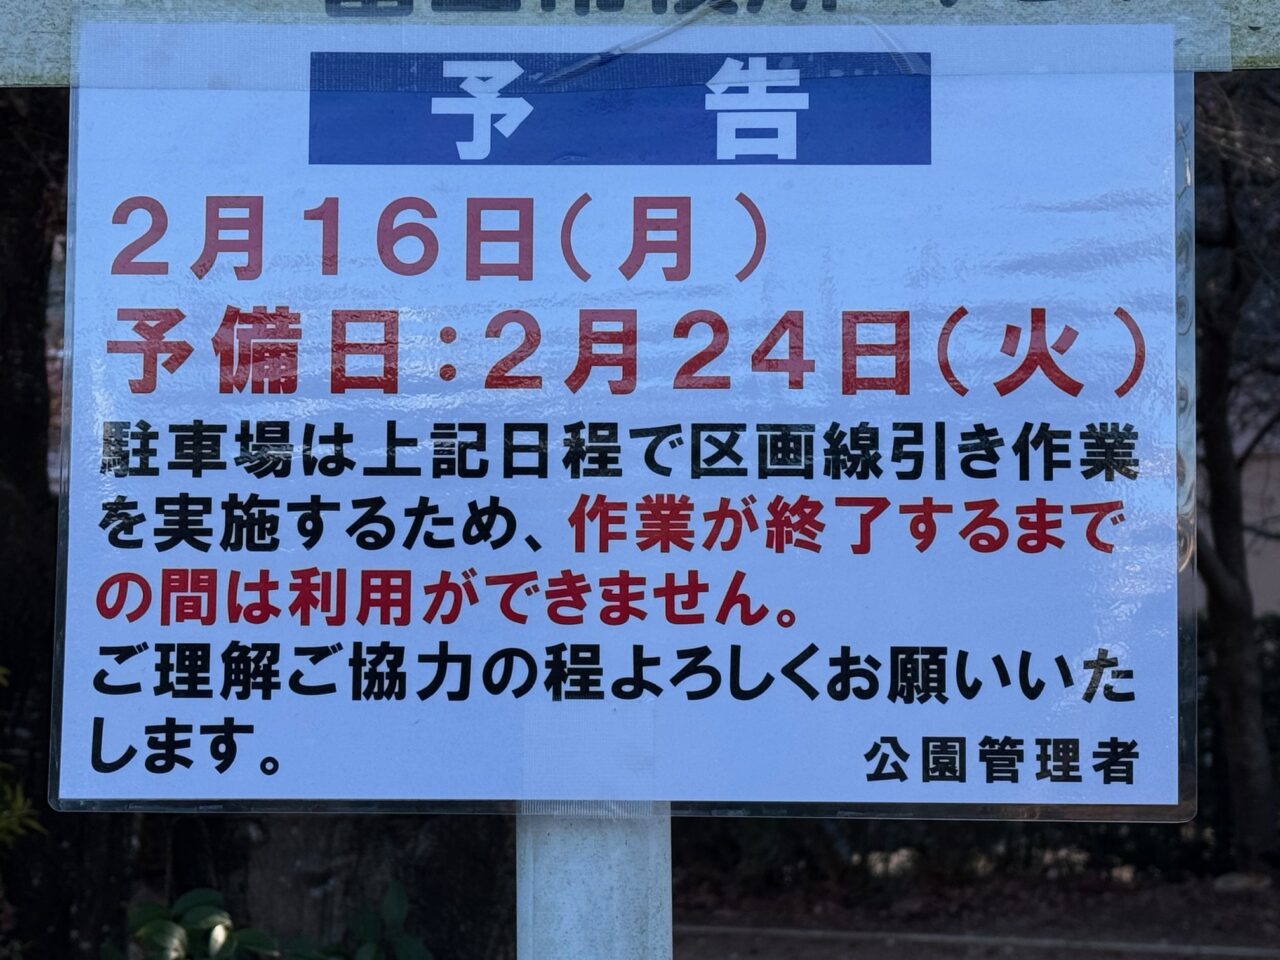 予告
2月16日(月)
予備日:2月24日(火)
駐車場は上記日程で区画線引き作業
を実施するため、作業が終了するまで
の間は利用ができません。
ご理解ご協力の程よろしくお願いいた
します。
公園管理者